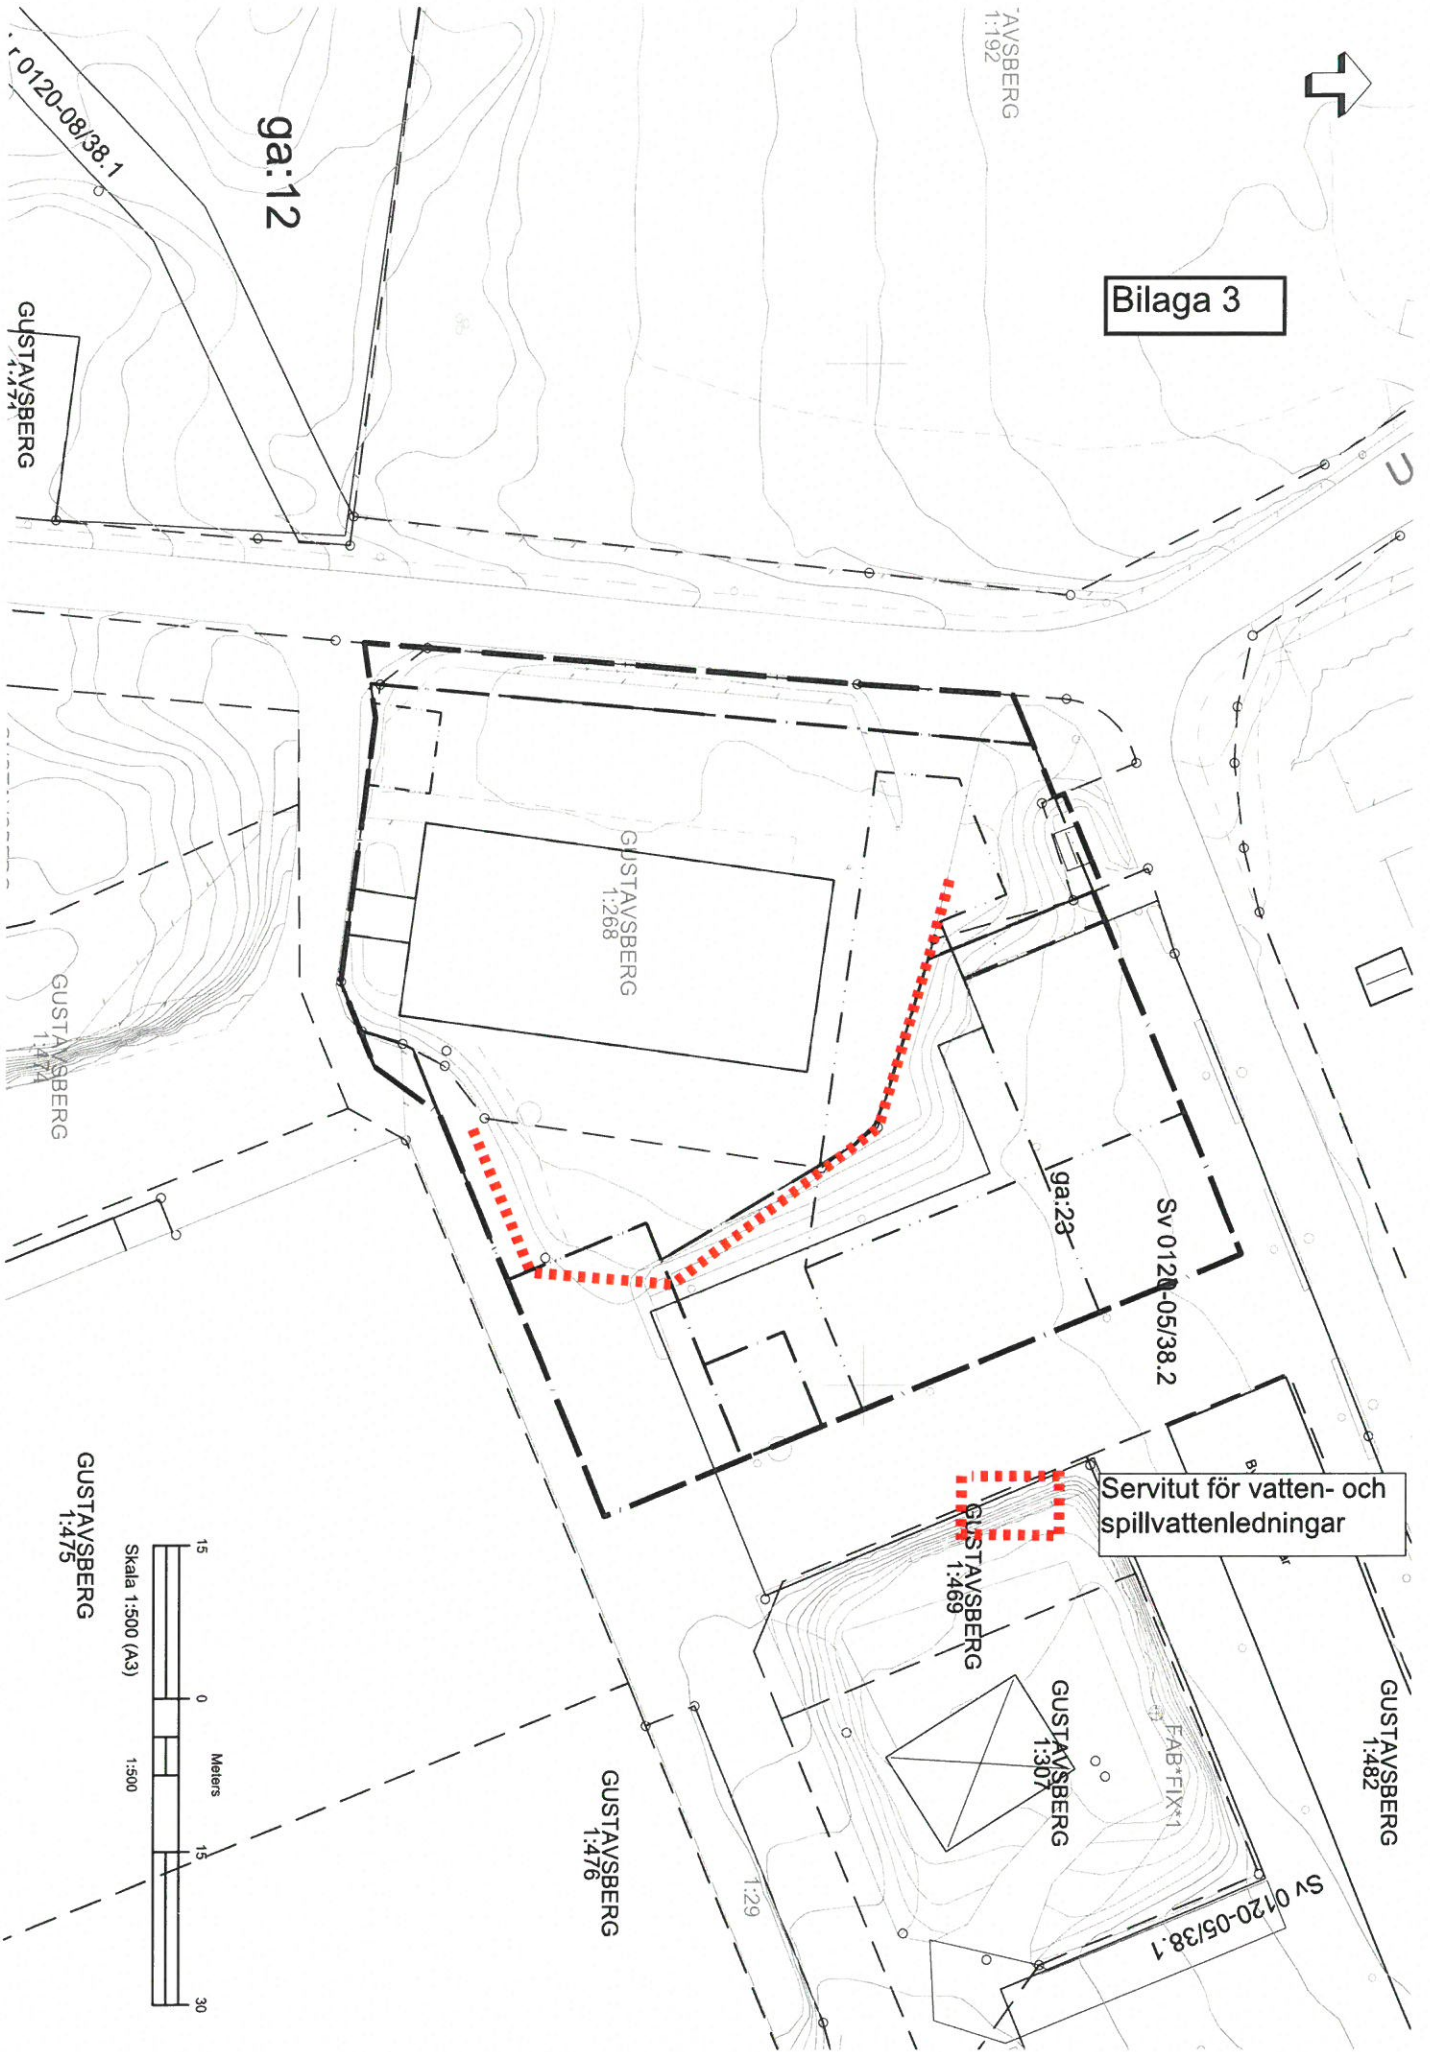 Bilaga 3
AVSBERG
1:192
ga:12
r 0120-08/38.1
GUSTAVSBERG
1:471
GUSTAVSBERG
1:268
GUSTAVSBERG
1:474
ga:23
Sv 0120-05/38.2
Servitut för vatten- och
spillvattenledningar
GUSTAVSBERG
1:469
GUSTAVSBERG
1:307
FAB*FIX*1
GUSTAVSBERG
1:482
Sv 0120-05/38.1
1:29
GUSTAVSBERG
1:476
GUSTAVSBERG
1:475
Skala 1:500 (A3)
1:500
15
0
Meters
15
30